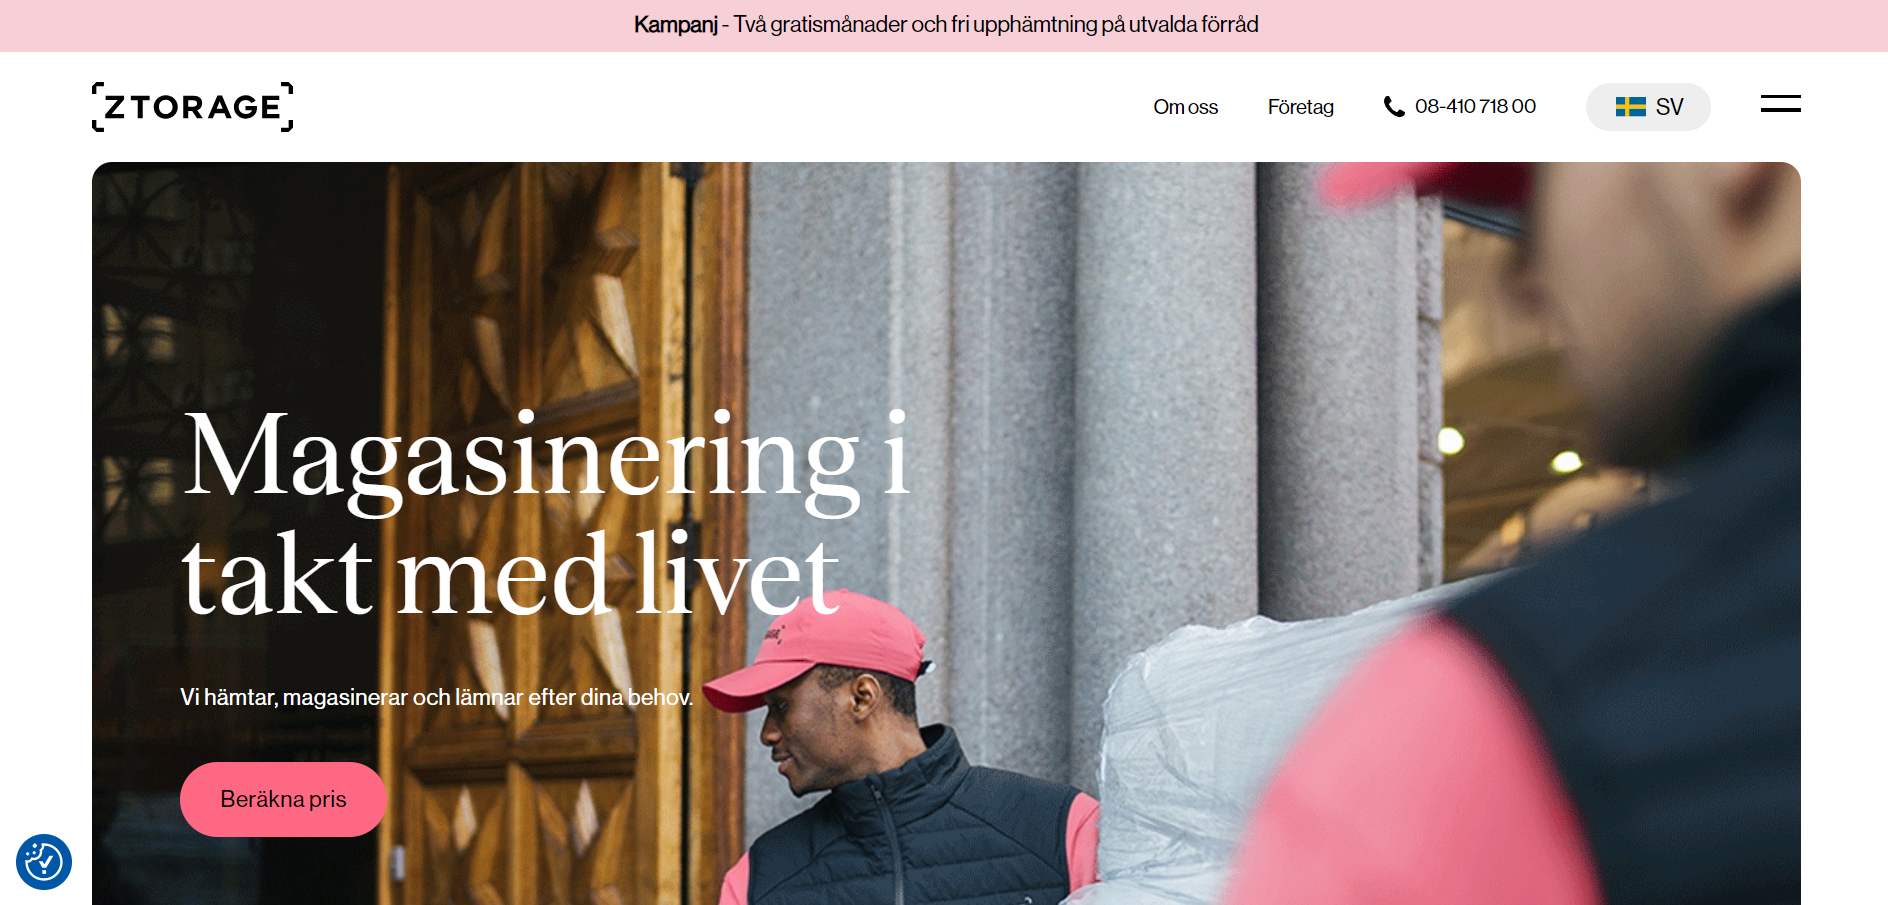 Kampanj - Två gratismånader och fri upphämtning på utvalda förråd
ZTORAGE
Om oss
Företag
08-410 718 00
SV
Magasinering i
takt med livet
Vi hämtar, magasinerar och lämnar efter dina behov.
Beräkna pris